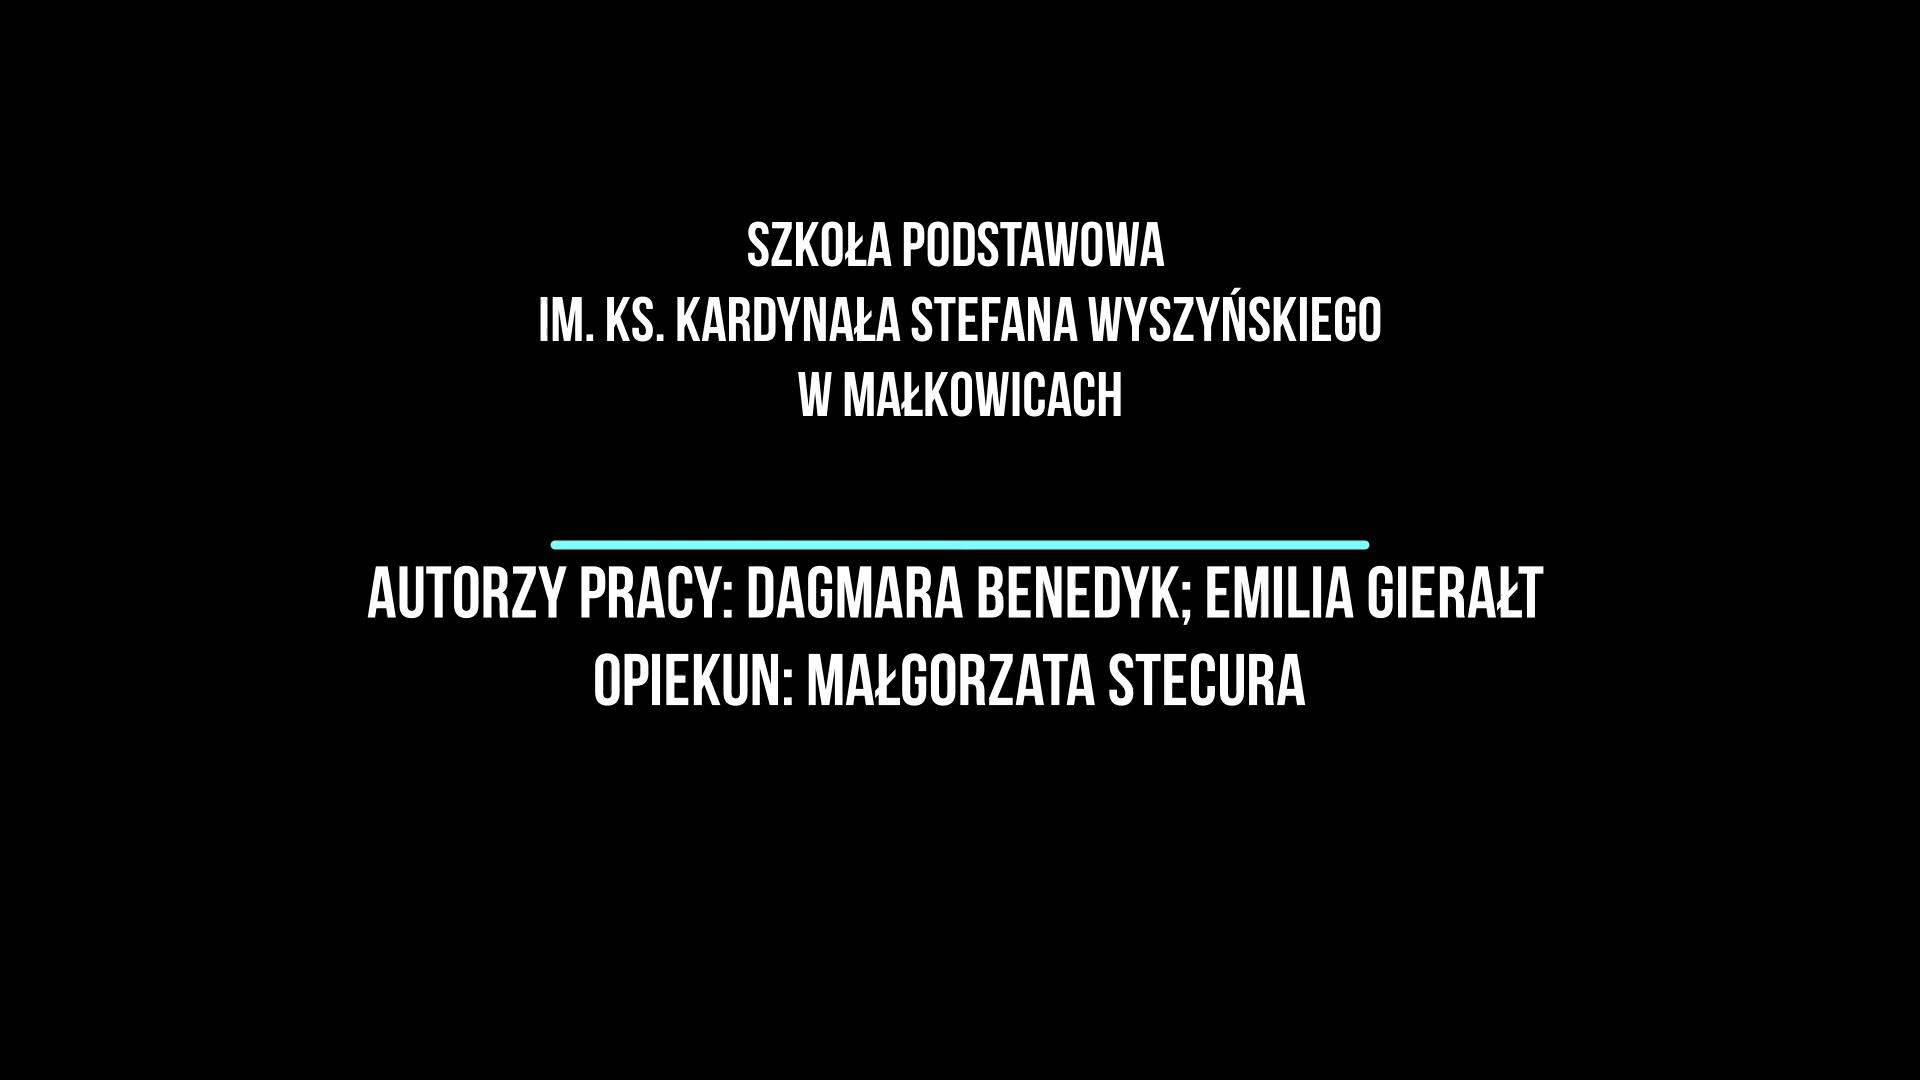 SZKOŁA PODSTAWOWA
IM. KS. KARDYNAŁA STEFANA WYSZYŃSKIEGO
W MAŁKOWICACH
AUTORZY PRACY: DAGMARA BENEDYK; EMILIA GIERAŁT
OPIEKUN: MAŁGORZATA STECURA